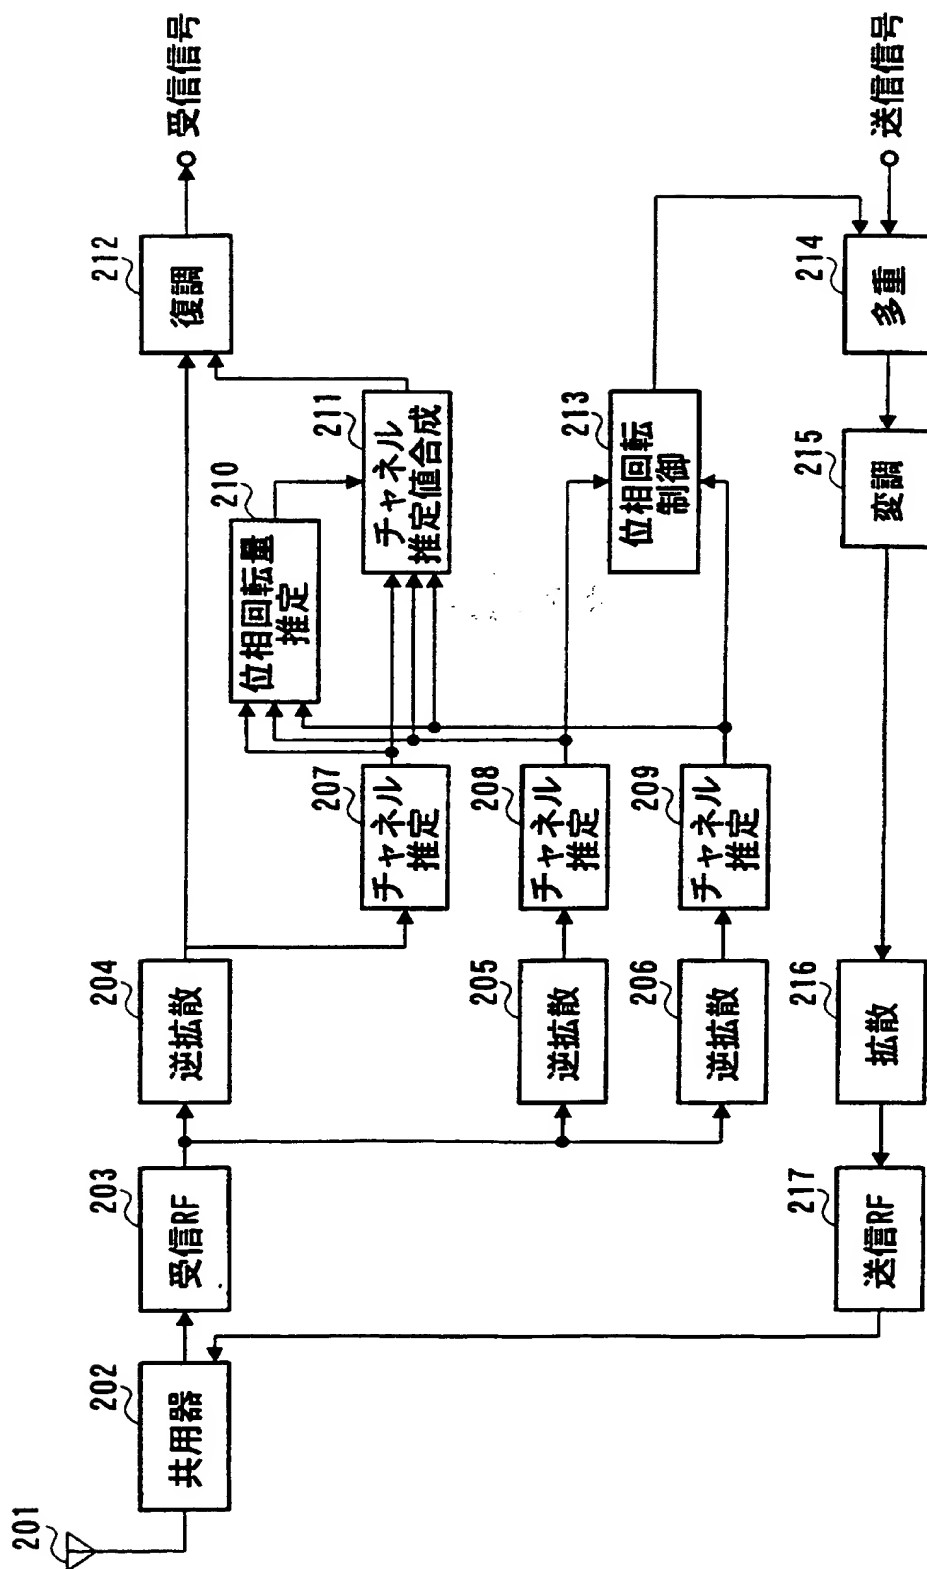 201
202
共用器
203
受信RF
204
逆拡散
205
逆拡散
206
逆拡散
207
チャネル
推定
208
チャネル
推定
209
チャネル
推定
210
位相回転量
推定
211
チャネル
推定値合成
212
復調
受信信号
213
位相回転
制御
214
多重
送信信号
215
変調
216
拡散
217
送信RF